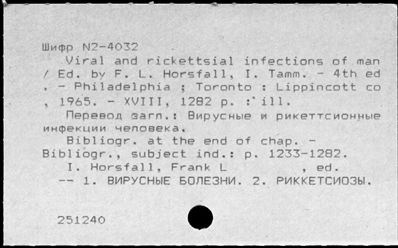 Шифр N2-4032
Viral and rickettsial infections of man
/ Ed. by F. L. Horsfall, I. Tamm. - 4th ed
. - Philadelphia ; Toronto : Lippincott co
, 1965. - XVIII, 1282 p. : ill.
Перевод загл.: Вирусные и рикеттсионные
инфекции человека.
Bibliogr. at the end of chap. -
Bibliogr., subject ind.: p. 1233-1282.
I. Horsfall, Frank L , ed.
-- 1. ВИРУСНЫЕ БОЛЕЗНИ. 2. РИККЕТСИОЗЫ.
251240